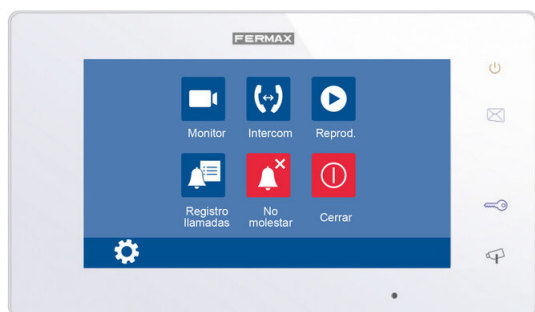 FERMAX
Monitor
Intercom
Reprod.
Registro
llamadas
No
molestar
Cerrar